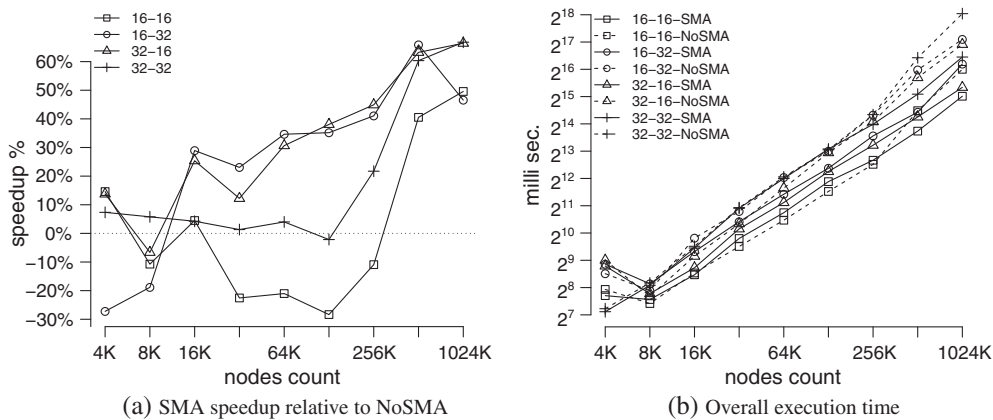 16−16
16−32
32−16
32−32
speedup %
60%
50%
40%
30%
20%
10%
0%
−10%
−20%
−30%
4K 8K 16K 64K 256K 1024K
nodes count
(a) SMA speedup relative to NoSMA
16−16−SMA
16−16−NoSMA
16−32−SMA
16−32−NoSMA
32−16−SMA
32−16−NoSMA
32−32−SMA
32−32−NoSMA
milli sec.
2^18
2^17
2^16
2^15
2^14
2^13
2^12
2^11
2^10
2^9
2^8
2^7
4K 8K 16K 64K 256K 1024K
nodes count
(b) Overall execution time